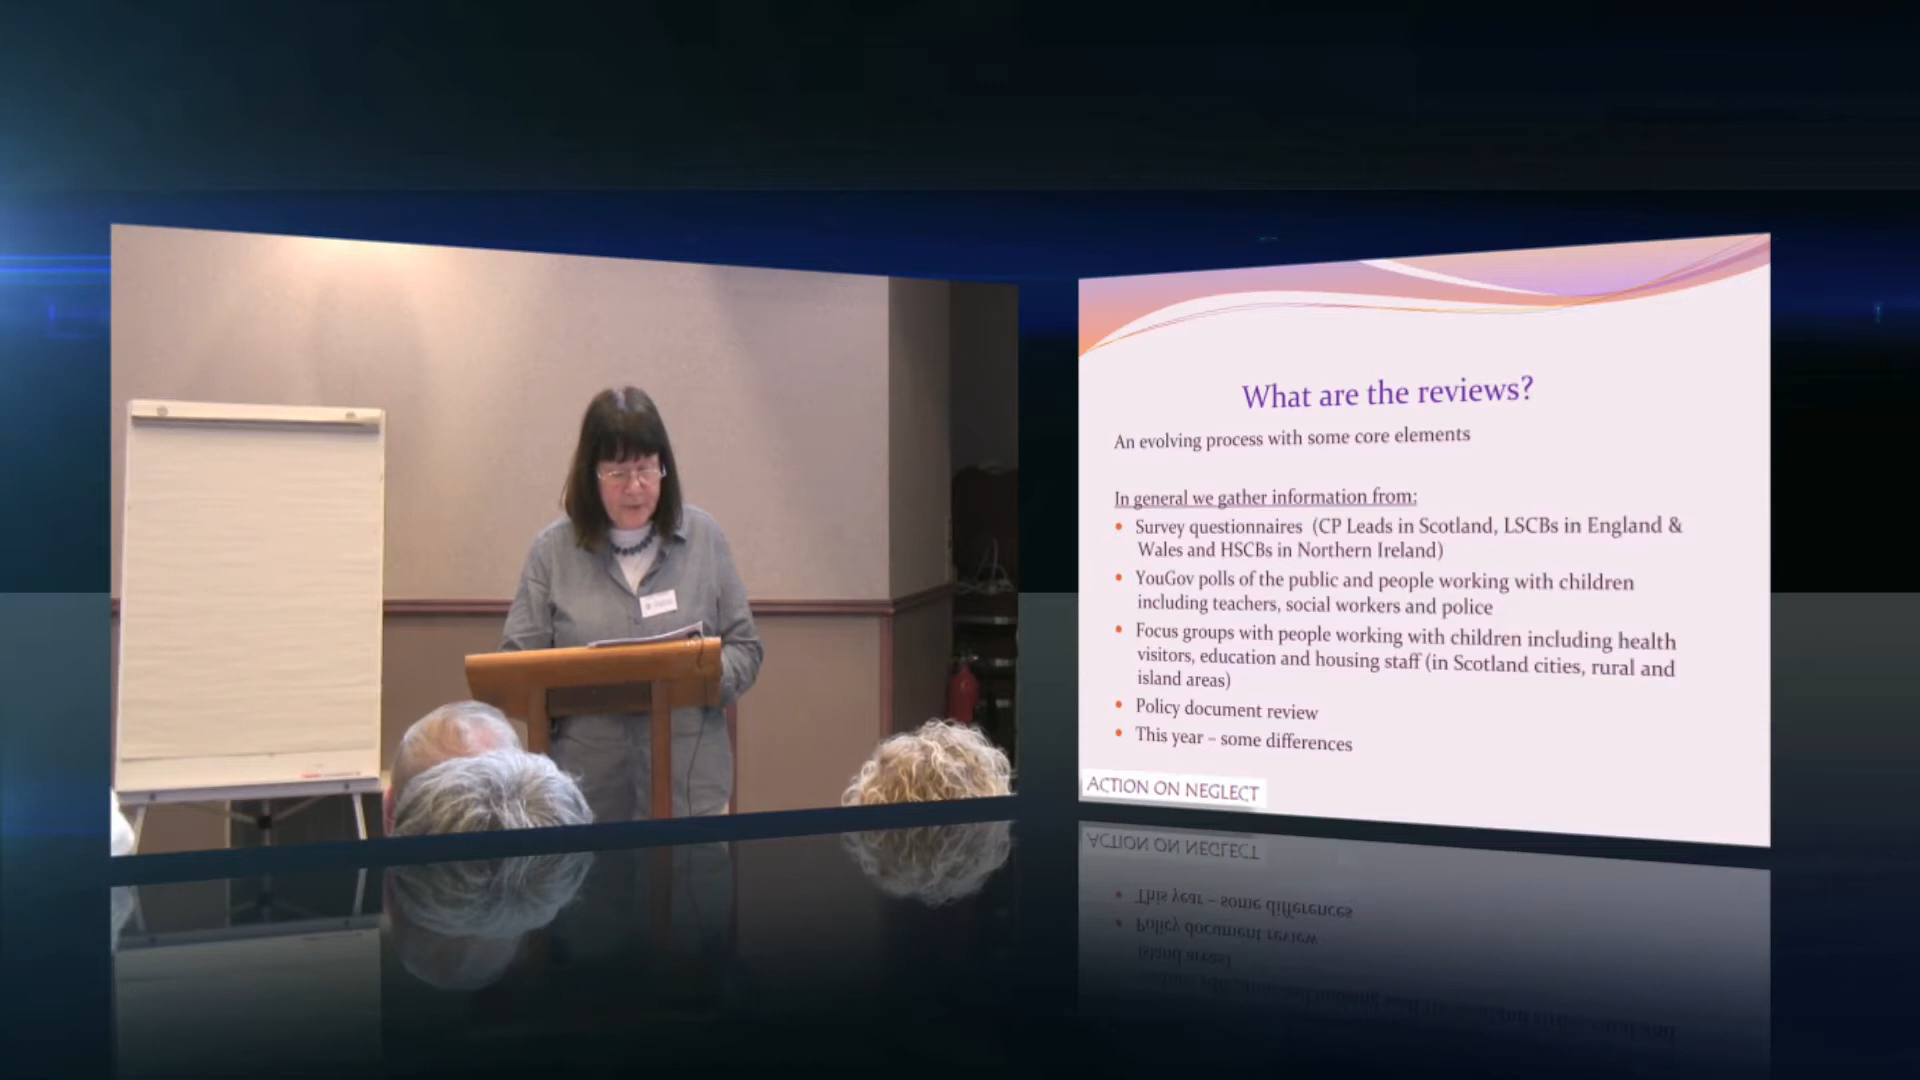 What are the reviews?
An evolving process with some core elements
In general we gather information from:
• Survey questionnaires (CP Leads in Scotland, LSCBs in England &
Wales and HSCBs in Northern Ireland)
• YouGov polls of the public and people working with children
including teachers, social workers and police
• Focus groups with people working with children including health
visitors, education and housing staff (in Scotland cities, rural and
island areas)
• Policy document review
• This year – some differences
ACTION ON NEGLECT